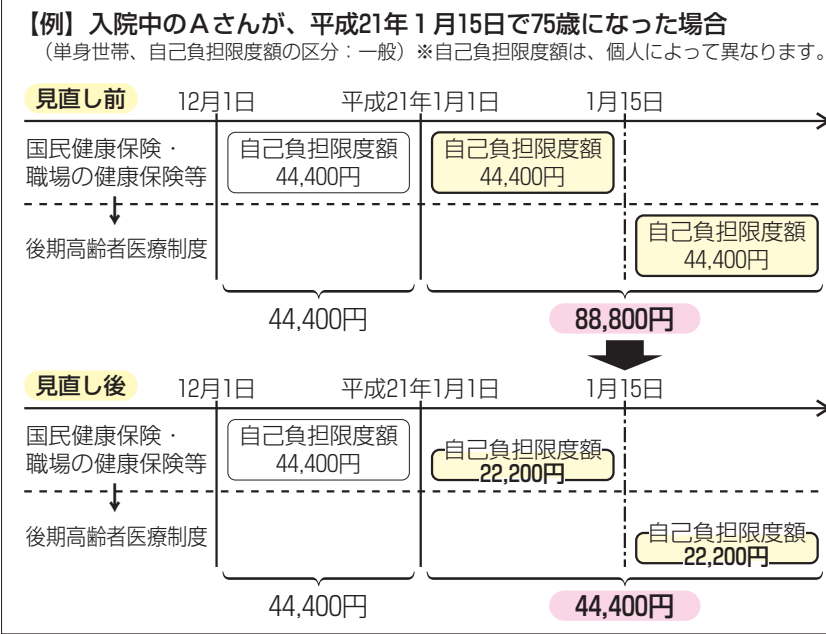 【例】入院中のAさんが、平成21年1月15日で75歳になった場合
(単身世帯、自己負担限度額の区分：一般)※自己負担限度額は、個人によって異なります。
見直し前 12月1日 平成21年1月1日 1月15日
国民健康保険・
職場の健康保険等
自己負担限度額
44,400円
自己負担限度額
44,400円
後期高齢者医療制度
自己負担限度額
44,400円
44,400円 88,800円
見直し後 12月1日 平成21年1月1日 1月15日
国民健康保険・
職場の健康保険等
自己負担限度額
44,400円
自己負担限度額
22,200円
後期高齢者医療制度
自己負担限度額
22,200円
44,400円 44,400円